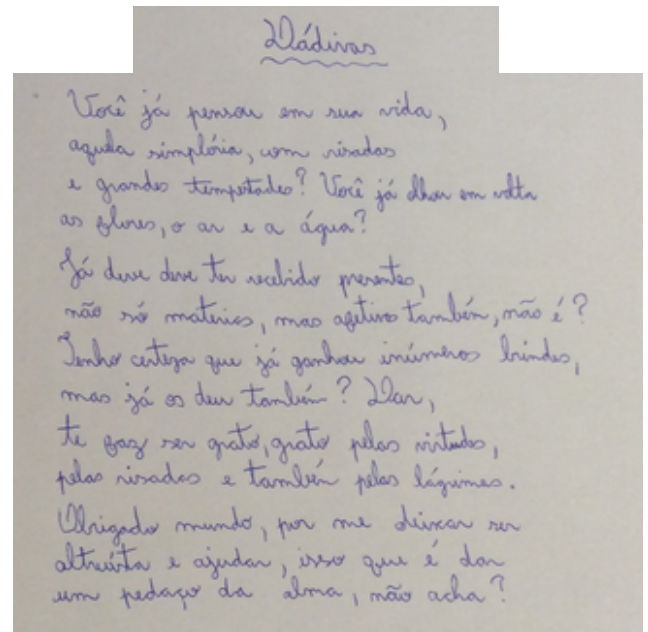 Dádivas
Você já pensou em sua vida,
aquela simplória, com risadas
e grandes tempestades? Você já olhou em volta
as flores, o ar e a água?
Já deve deve ter recebido presentes,
não só materiais, mas afetivos também, não é?
Tenho certeza que já ganhou inúmeros brindes,
mas já os deu também? Dar,
te faz ser grato, grato pelas virtudes,
pelas risadas e também pelas lágrimas.
Obrigado mundo, por me deixar ser
altruísta e ajudar, isso que é dar
um pedaço da alma, não acha?